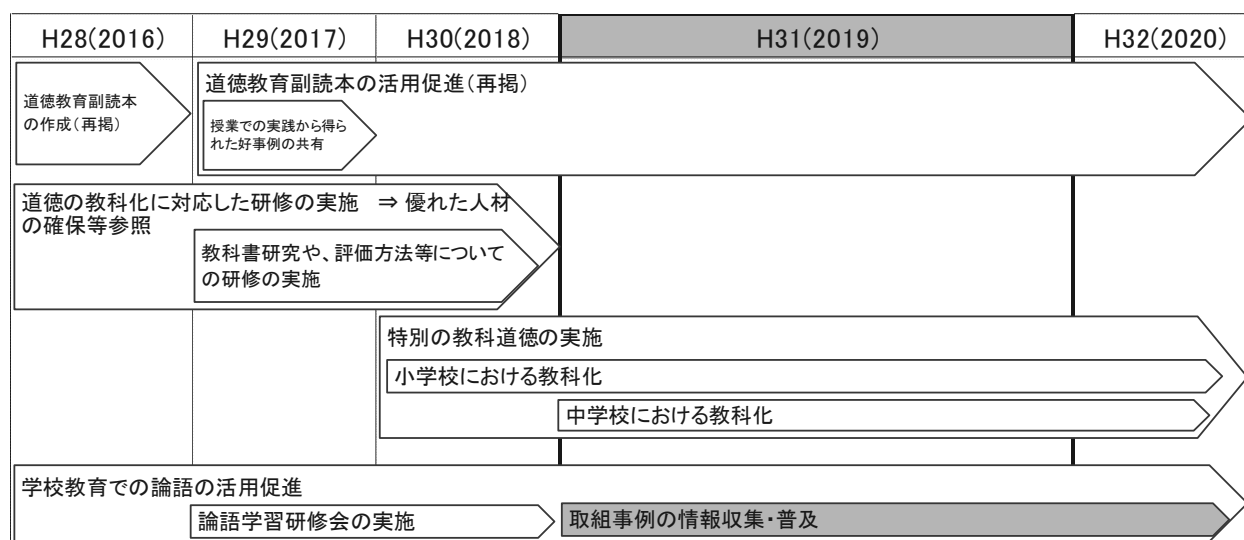 H28(2016) H29(2017) H30(2018) H31(2019) H32(2020)
道徳教育副読本
の作成(再掲)
道徳教育副読本の活用促進(再掲)
授業での実践から得ら
れた好事例の共有
道徳の教科化に対応した研修の実施 ⇒ 優れた人材
の確保等参照
教科書研究や、評価方法等について
の研修の実施
特別の教科道徳の実施
小学校における教科化
中学校における教科化
学校教育での論語の活用促進
論語学習研修会の実施
取組事例の情報収集・普及